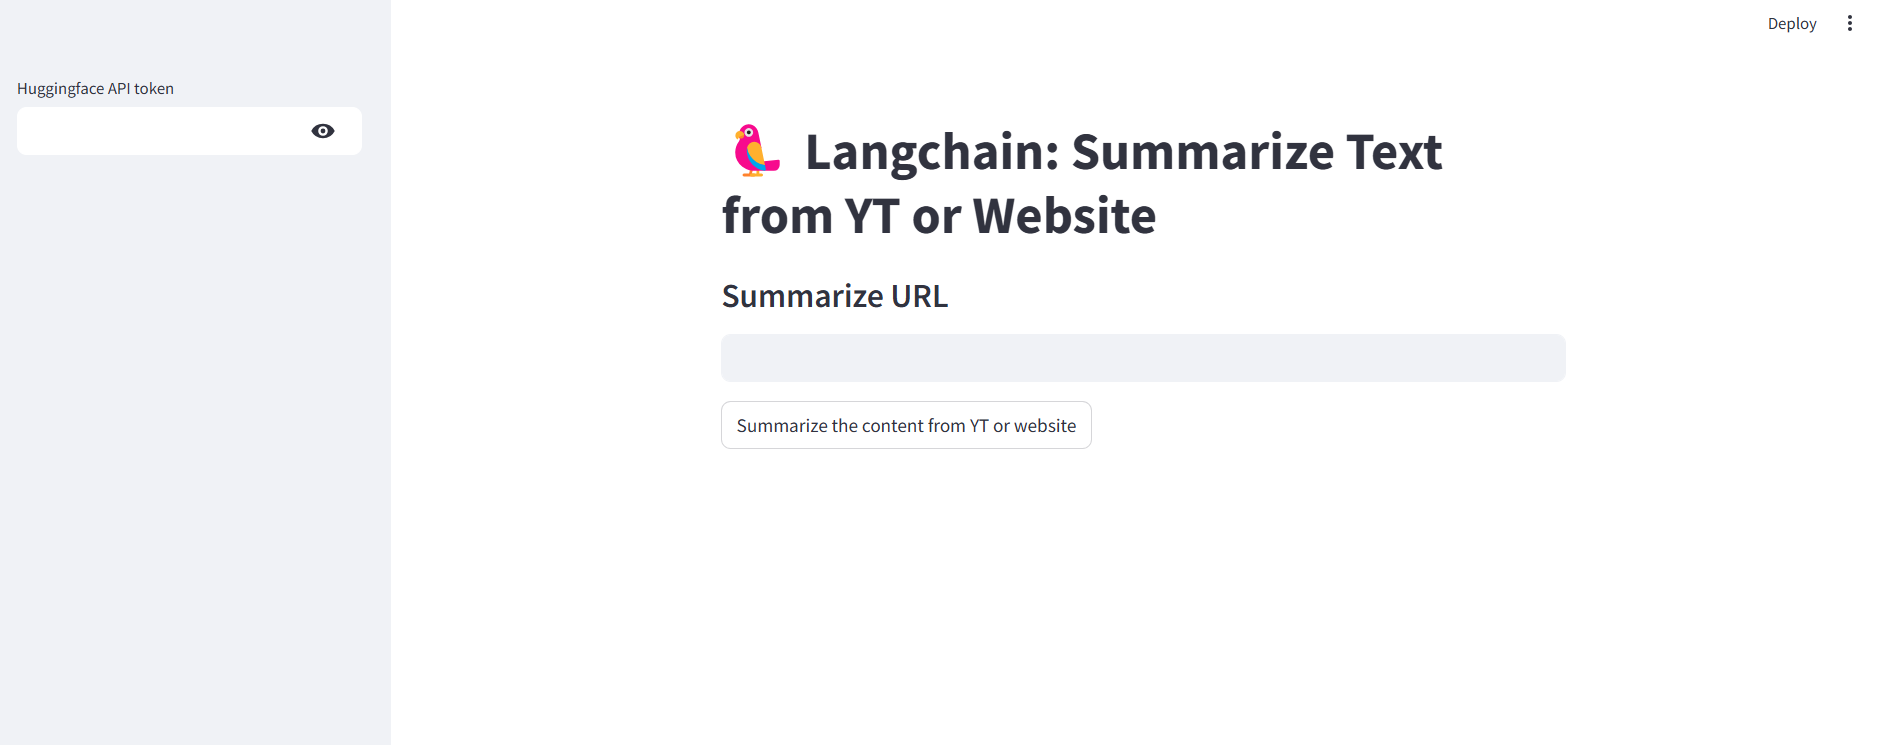 Deploy
Huggingface API token
🦜 Langchain: Summarize Text
from YT or Website
Summarize URL
Summarize the content from YT or website